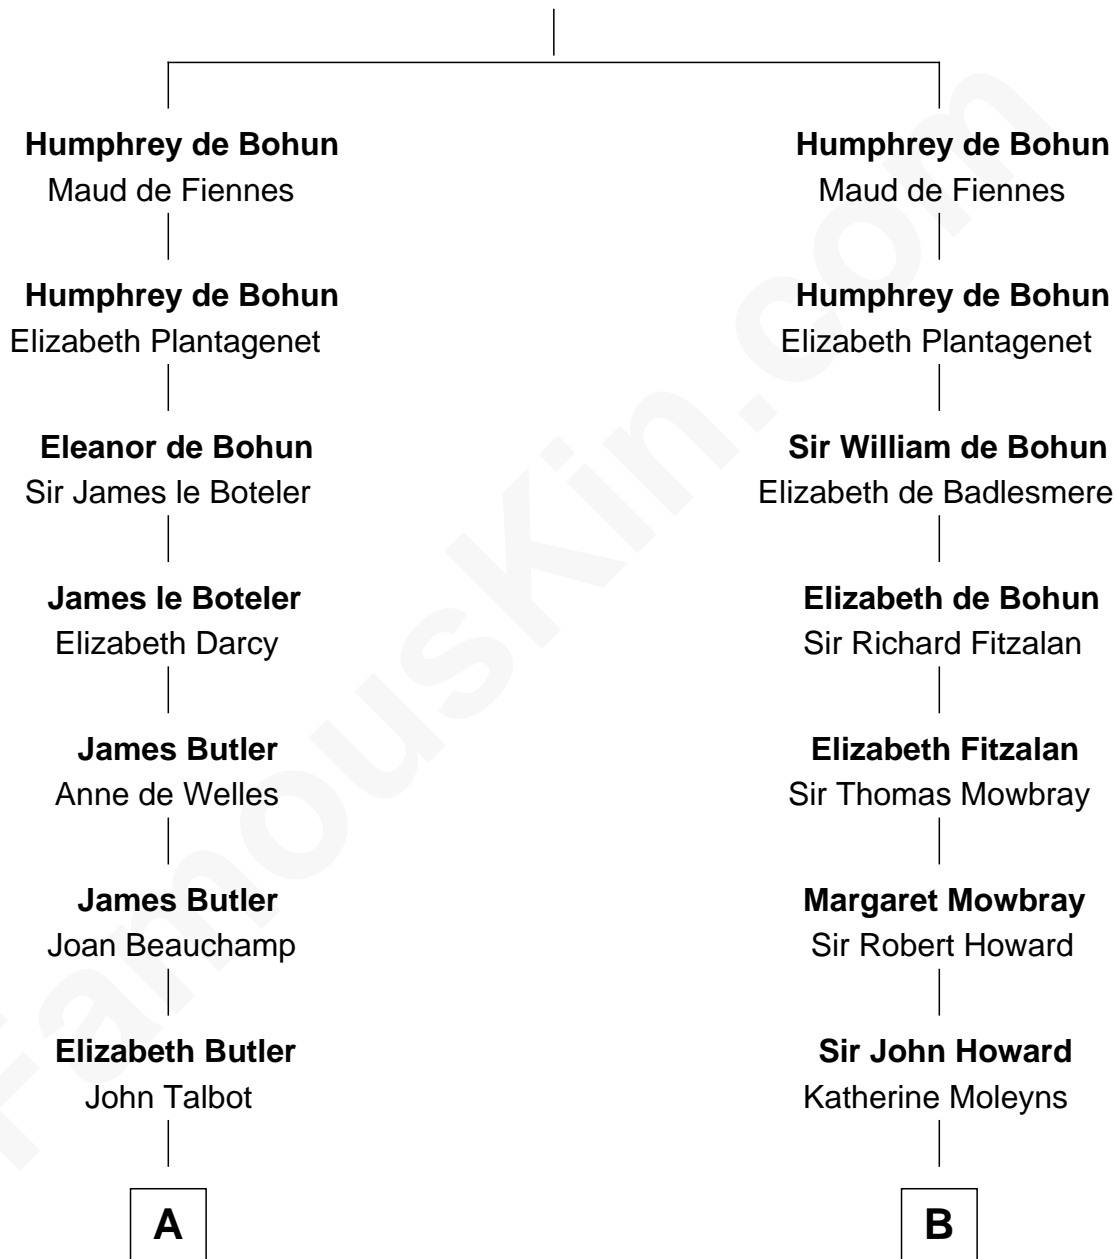 Humphrey de Bohun
Maud de Fiennes
Humphrey de Bohun
Elizabeth Plantagenet
Eleanor de Bohun
Sir James le Boteler
James le Boteler
Elizabeth Darcy
James Butler
Anne de Welles
James Butler
Joan Beauchamp
Elizabeth Butler
John Talbot
A
Humphrey de Bohun
Maud de Fiennes
Humphrey de Bohun
Elizabeth Plantagenet
Sir William de Bohun
Elizabeth de Badlesmere
Elizabeth de Bohun
Sir Richard Fitzalan
Elizabeth Fitzalan
Sir Thomas Mowbray
Margaret Mowbray
Sir Robert Howard
Sir John Howard
Katherine Moleyns
B
FamousKin.com